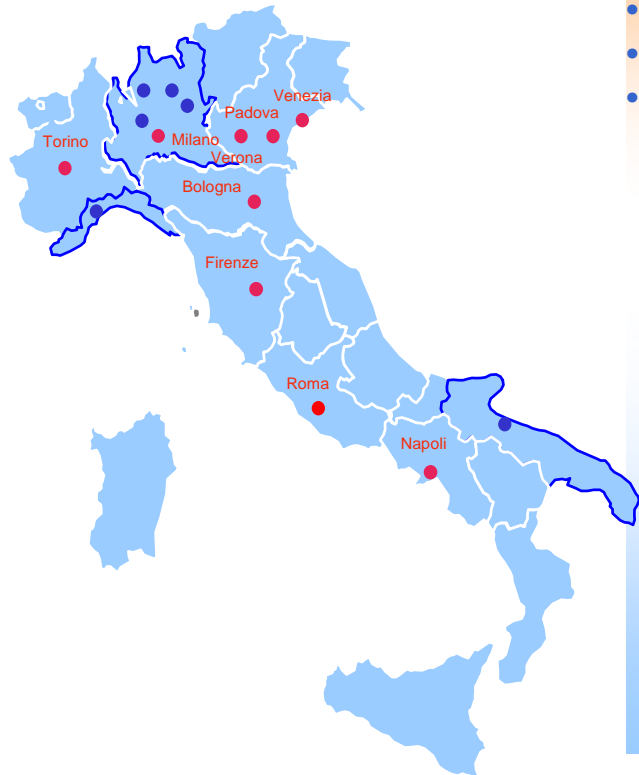 Venezia
Padova
Torino
Milano
Verona
Bologna
Firenze
Roma
Napoli